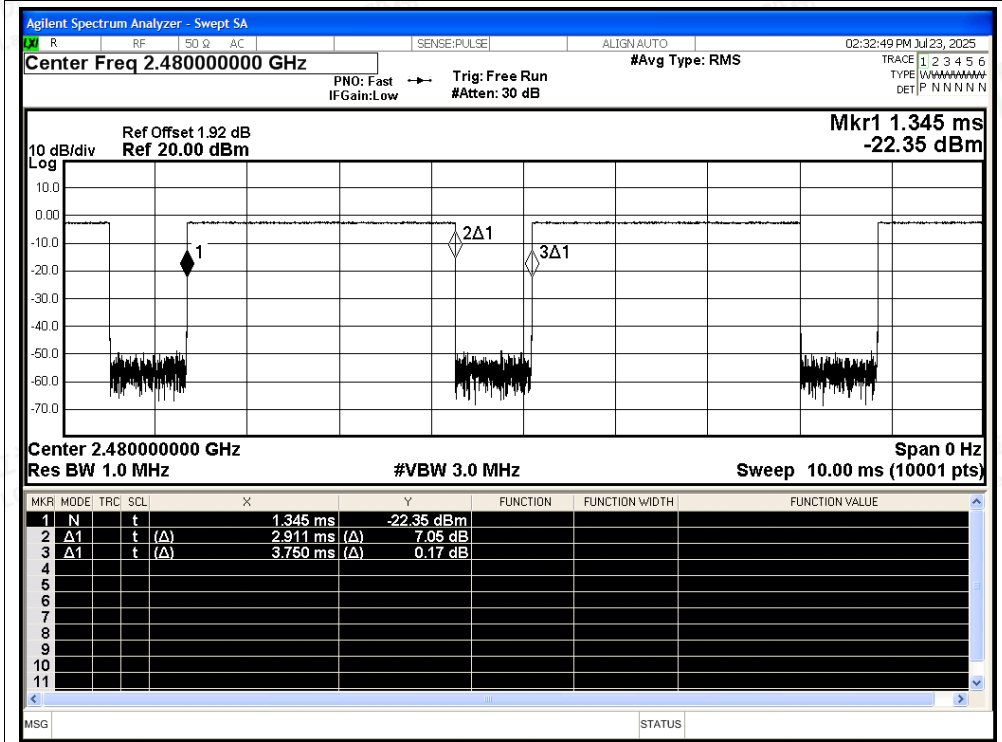 Agilent Spectrum Analyzer - Swept SA
LXI R RF 50 Ω AC SENSE:PULSE ALIGN AUTO 02:32:49 PM Jul 23, 2025
Center Freq 2.480000000 GHz #Avg Type: RMS TRACE 1 2 3 4 5 6
PNO: Fast Trig: Free Run TYPE
IFGain:Low #Atten: 30 dB DET P N N N N N
Mkr1 1.345 ms
Ref Offset 1.92 dB
10 dB/div Ref 20.00 dBm -22.35 dBm
Log
10.0
0.00
-10.0
-20.0
-30.0
-40.0
-50.0
-60.0
-70.0
1
2Δ1
3Δ1
Center 2.480000000 GHz Span 0 Hz
Res BW 1.0 MHz #VBW 3.0 MHz Sweep 10.00 ms (10001 pts)
MKR MODE TRC SCL X Y FUNCTION FUNCTION WIDTH FUNCTION VALUE
1 N t 1.345 ms -22.35 dBm
2 Δ1 t (Δ) 2.911 ms (Δ) 7.05 dB
3 Δ1 t (Δ) 3.750 ms (Δ) 0.17 dB
4
5
6
7
8
9
10
11
MSG STATUS